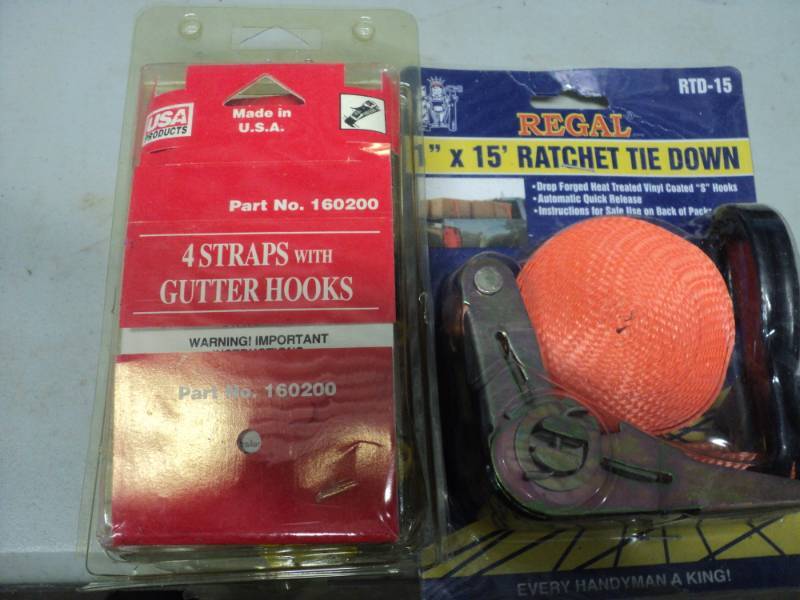 USA
PRODUCTS
Made in
U.S.A.
Part No. 160200
4 STRAPS WITH
GUTTER HOOKS
WARNING! IMPORTANT
INSTRUCTIONS
Part No. 160200
RTD-15
REGAL
1" x 15' RATCHET TIE DOWN
•Drop Forged Heat Treated Vinyl Coated "S" Hooks
•Automatic Quick Release
•Instructions for Safe Use on Back of
EVERY HANDYMAN A KING!